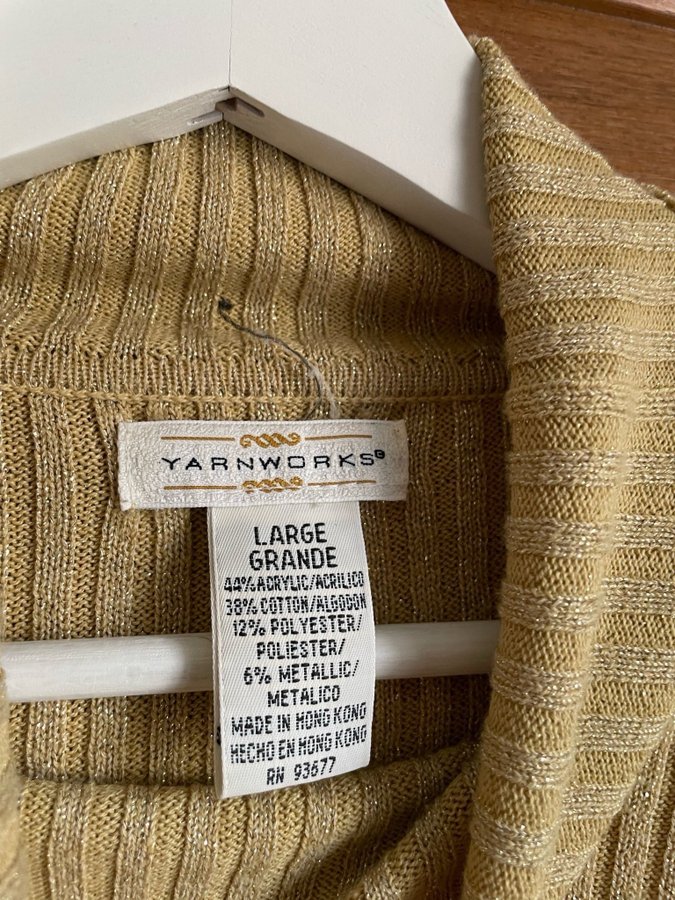 YARNWORKS®
LARGE
GRANDE
44% ACRYLIC/ACRILICO
38% COTTON/ALGODON
12% POLYESTER/
POLIESTER/
6% METALLIC/
METALICO
MADE IN HONG KONG
HECHO EN HONG KONG
RN 93677